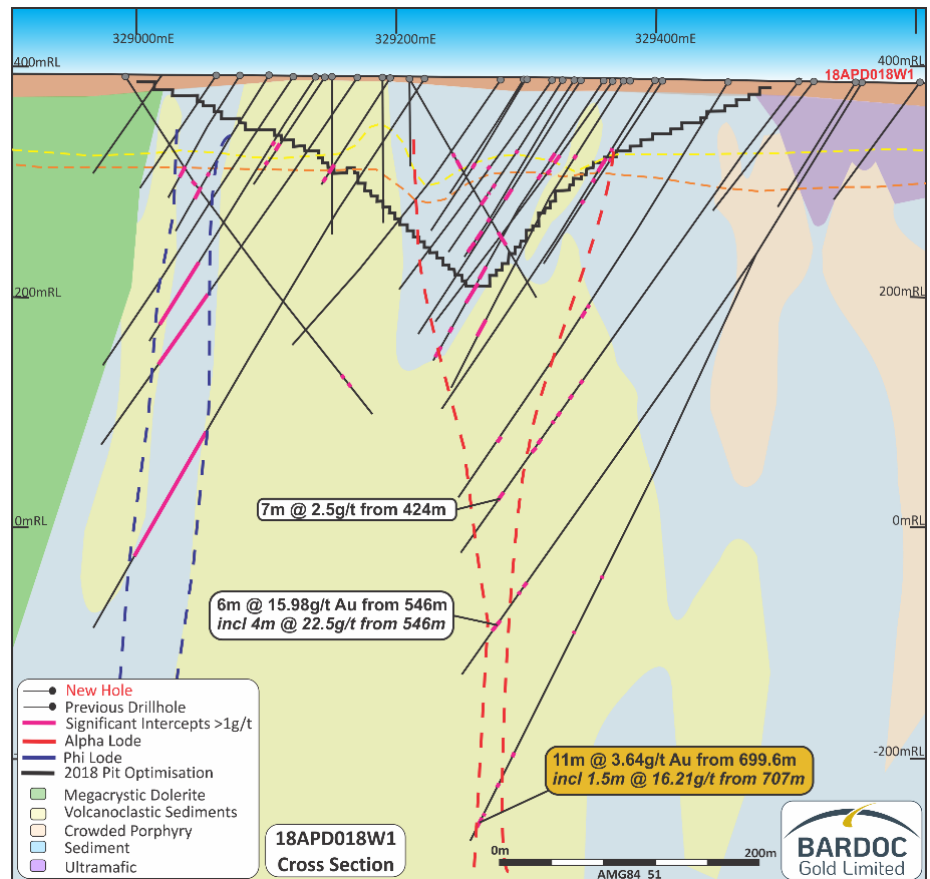 329000mE
329200mE
329400mE
400mRL
400mRL
18APD018W1
200mRL
200mRL
7m @ 2.5g/t from 424m
0mRL
0mRL
6m @ 15.98g/t Au from 546m
incl 4m @ 22.5g/t from 546m
New Hole
Previous Drillhole
Significant Intercepts >1g/t
Alpha Lode
Phi Lode
2018 Pit Optimisation
Megacrystic Dolerite
Volcanoclastic Sediments
Crowded Porphyry
Sediment
Ultramafic
-200mRL
-200mRL
11m @ 3.64g/t Au from 699.6m
incl 1.5m @ 16.21g/t from 707m
18APD018W1
Cross Section
0m
200m
AMG84_51
BARDOC
Gold Limited